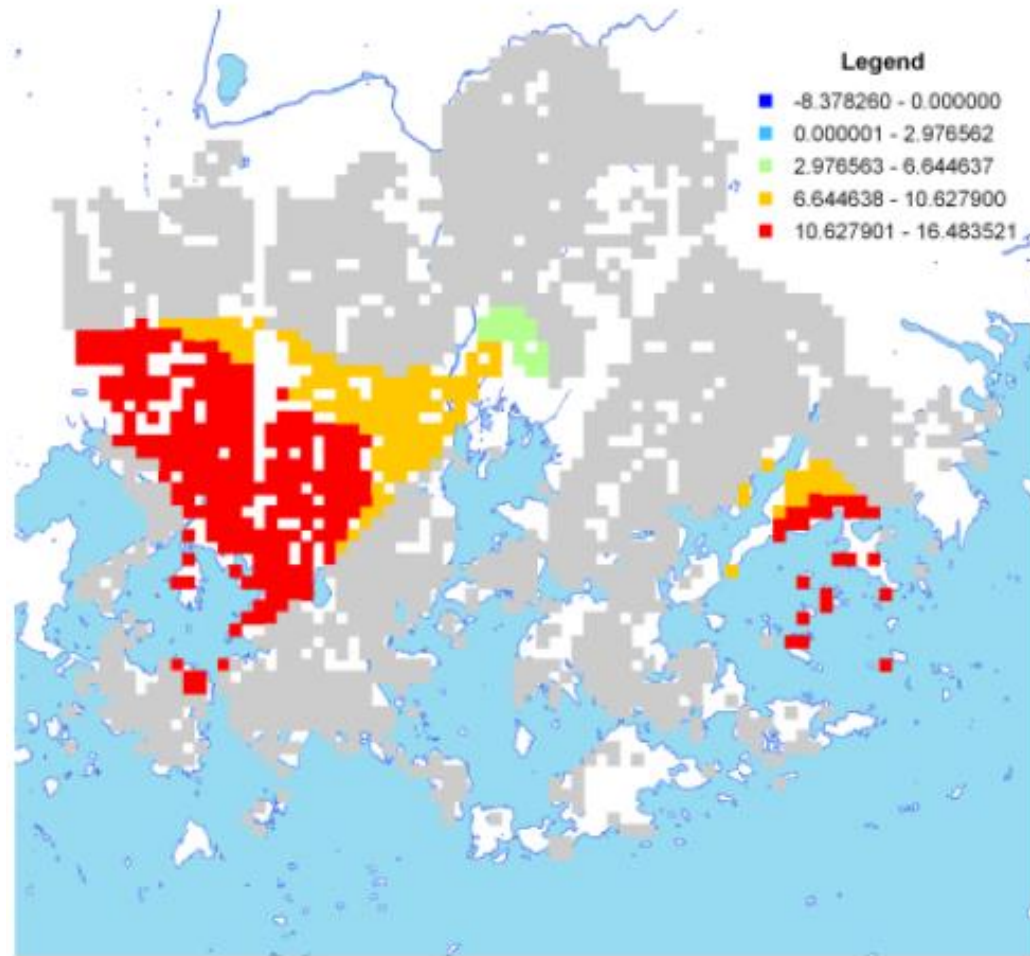 Legend
-8.378260 - 0.000000
0.000001 - 2.976562
2.976563 - 6.644637
6.644638 - 10.627900
10.627901 - 16.483521